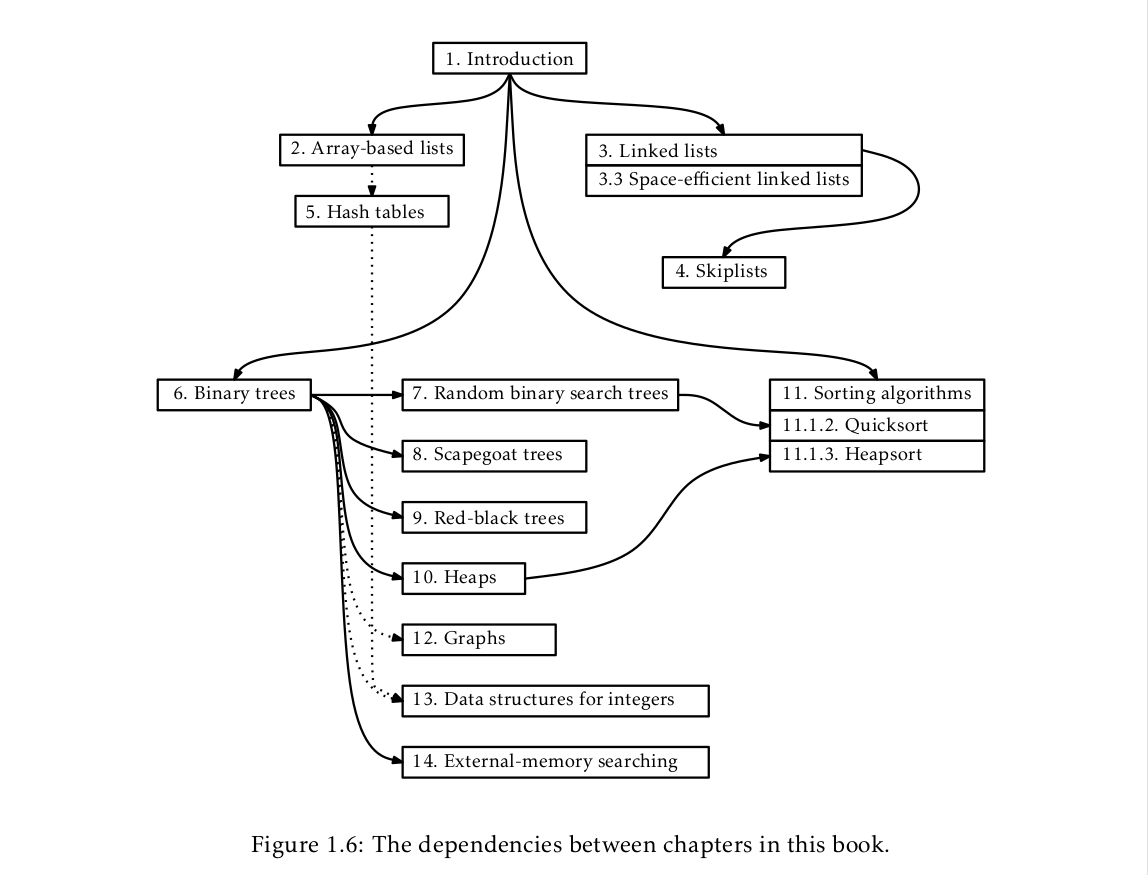 1. Introduction
2. Array-based lists
3. Linked lists
3.3 Space-efficient linked lists
5. Hash tables
4. Skiplists
6. Binary trees
7. Random binary search trees
11. Sorting algorithms
11.1.2. Quicksort
8. Scapegoat trees
11.1.3. Heapsort
9. Red-black trees
10. Heaps
12. Graphs
13. Data structures for integers
14. External-memory searching
Figure 1.6: The dependencies between chapters in this book.